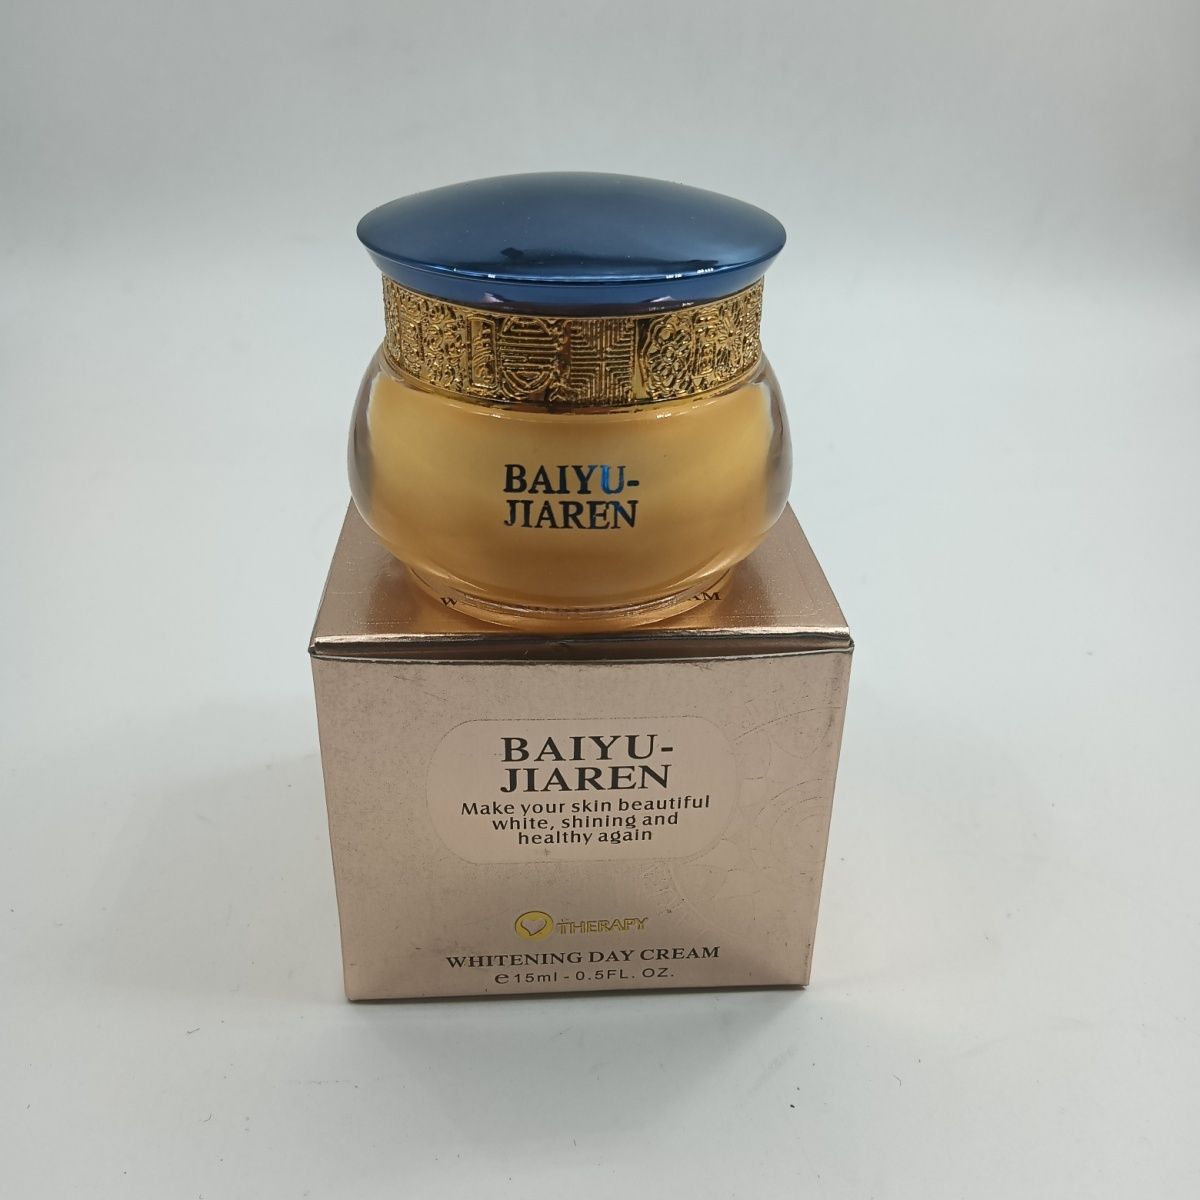 BAIYU-
JIAREN
BAIYU-
JIAREN
Make your skin beautiful
white, shining and
healthy again
THERAPY
WHITENING DAY CREAM
e15ml - 0.5FL. OZ.